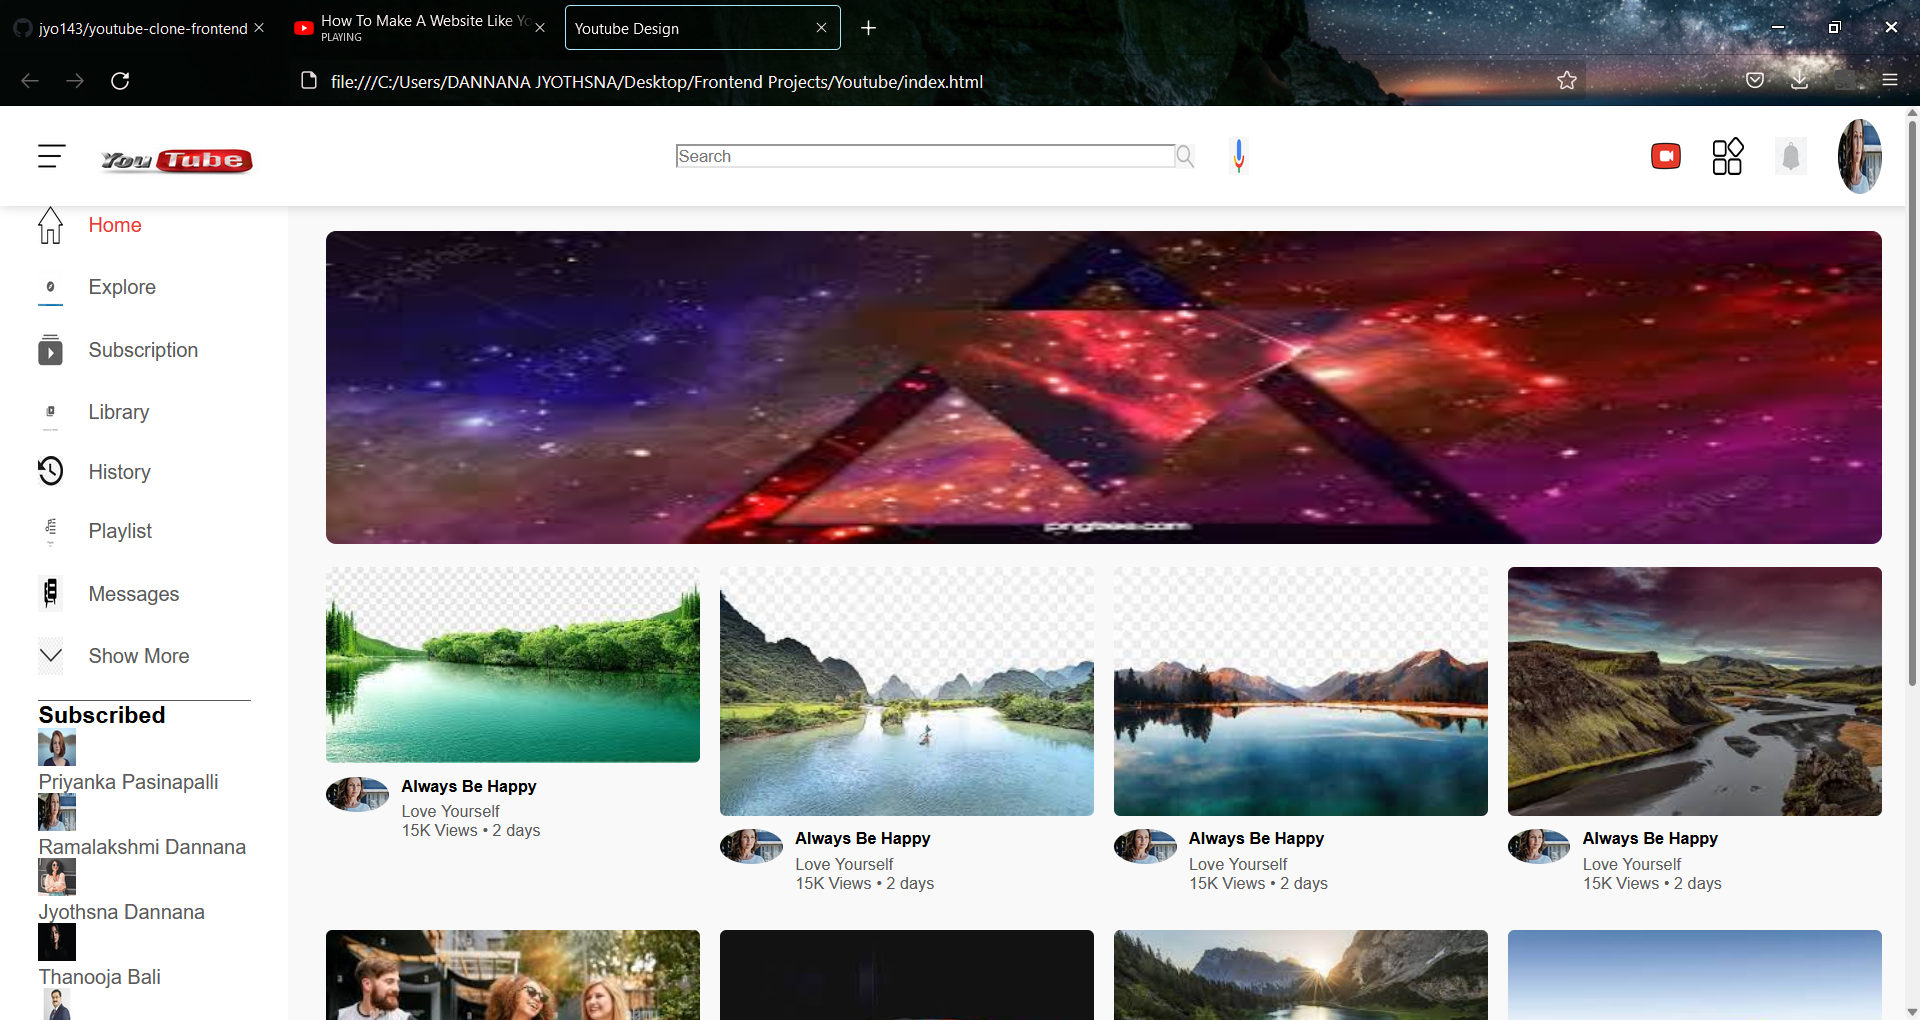 jyo143/youtube-clone-frontend
How To Make A Website Like Yo
PLAYING
Youtube Design
file:///C:/Users/DANNANA JYOTHSNA/Desktop/Frontend Projects/Youtube/index.html
YouTube
Search
Home
Explore
Subscription
Library
History
Playlist
Messages
Show More
Subscribed
Priyanka Pasinapalli
Ramalakshmi Dannana
Jyothsna Dannana
Thanooja Bali
pngtree.com
Always Be Happy
Love Yourself
15K Views • 2 days
Always Be Happy
Love Yourself
15K Views • 2 days
Always Be Happy
Love Yourself
15K Views • 2 days
Always Be Happy
Love Yourself
15K Views • 2 days